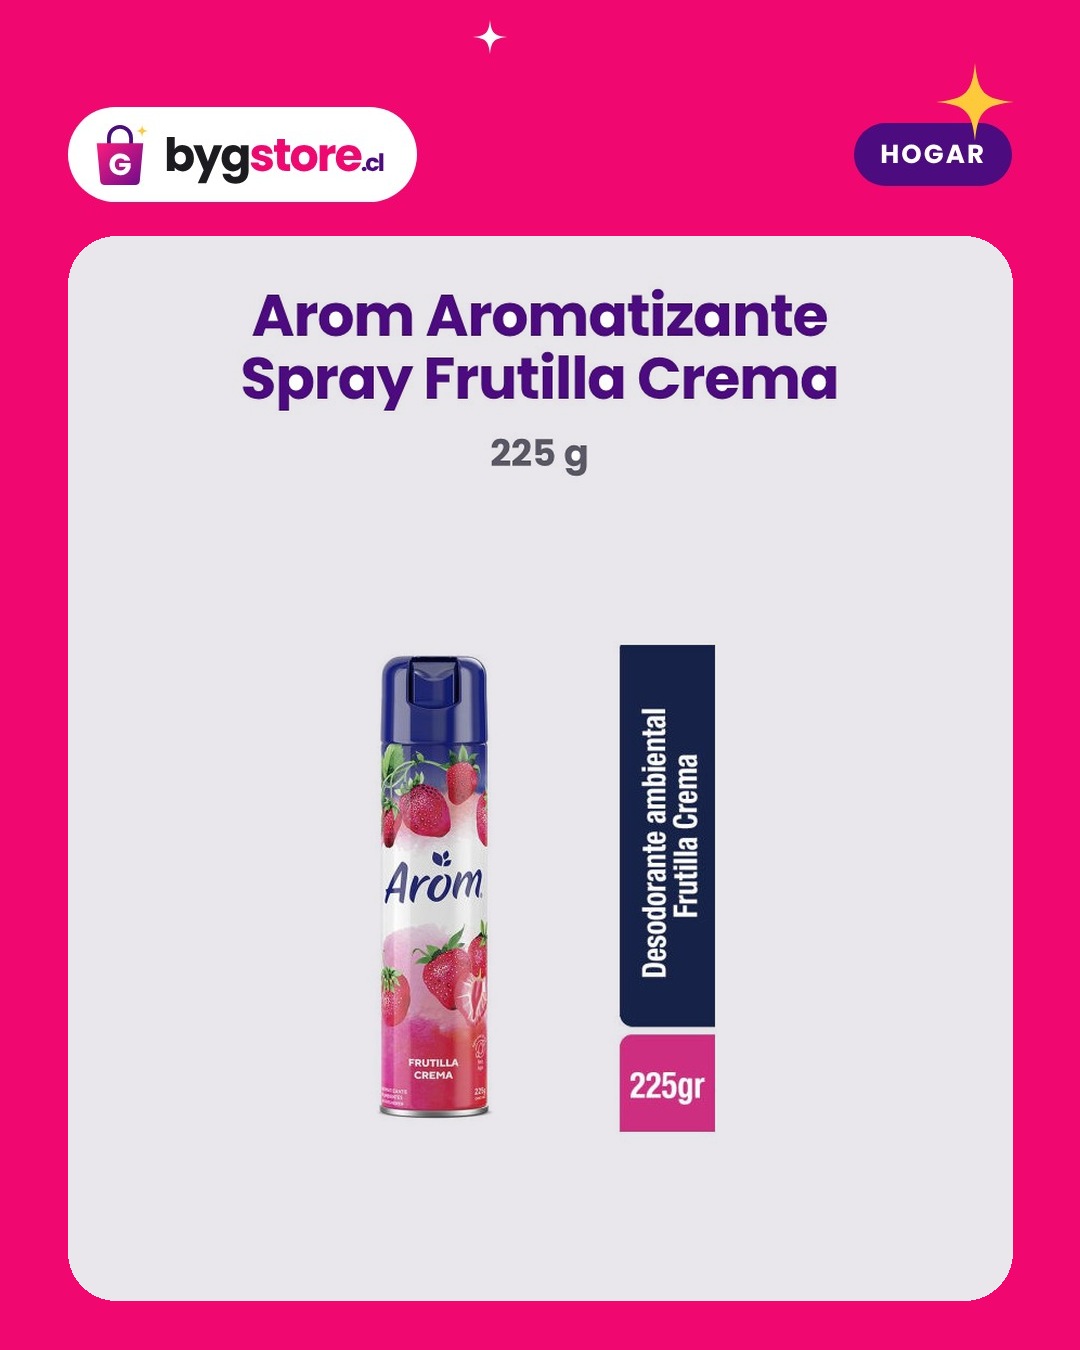 G
bygstore.cl
HOGAR
Arom Aromatizante
Spray Frutilla Crema
225 g
Arom
FRUTILLA
CREMA
Desodorante ambiental
Frutilla Crema
225gr